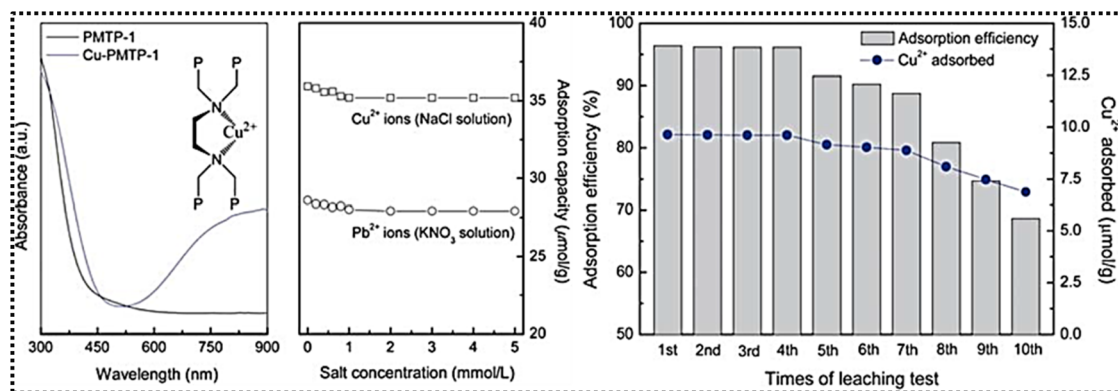 Absorbance (a.u.)
PMTP-1
Cu-PMTP-1
P P
N
Cu2+
N
P P
300 450 600 750 900
Wavelength (nm)
Cu2+ ions (NaCl solution)
Pb2+ ions (KNO3 solution)
40
35
30
25
20
Adsorption capacity (μmol/g)
0 1 2 3 4 5
Salt concentration (mmol/L)
Adsorption efficiency (%)
100
90
80
70
60
50
Adsorption efficiency
Cu2+ adsorbed
15.0
12.5
10.0
7.5
5.0
2.5
0.0
Cu2+ adsorbed (μmol/g)
1st 2nd 3rd 4th 5th 6th 7th 8th 9th 10th
Times of leaching test